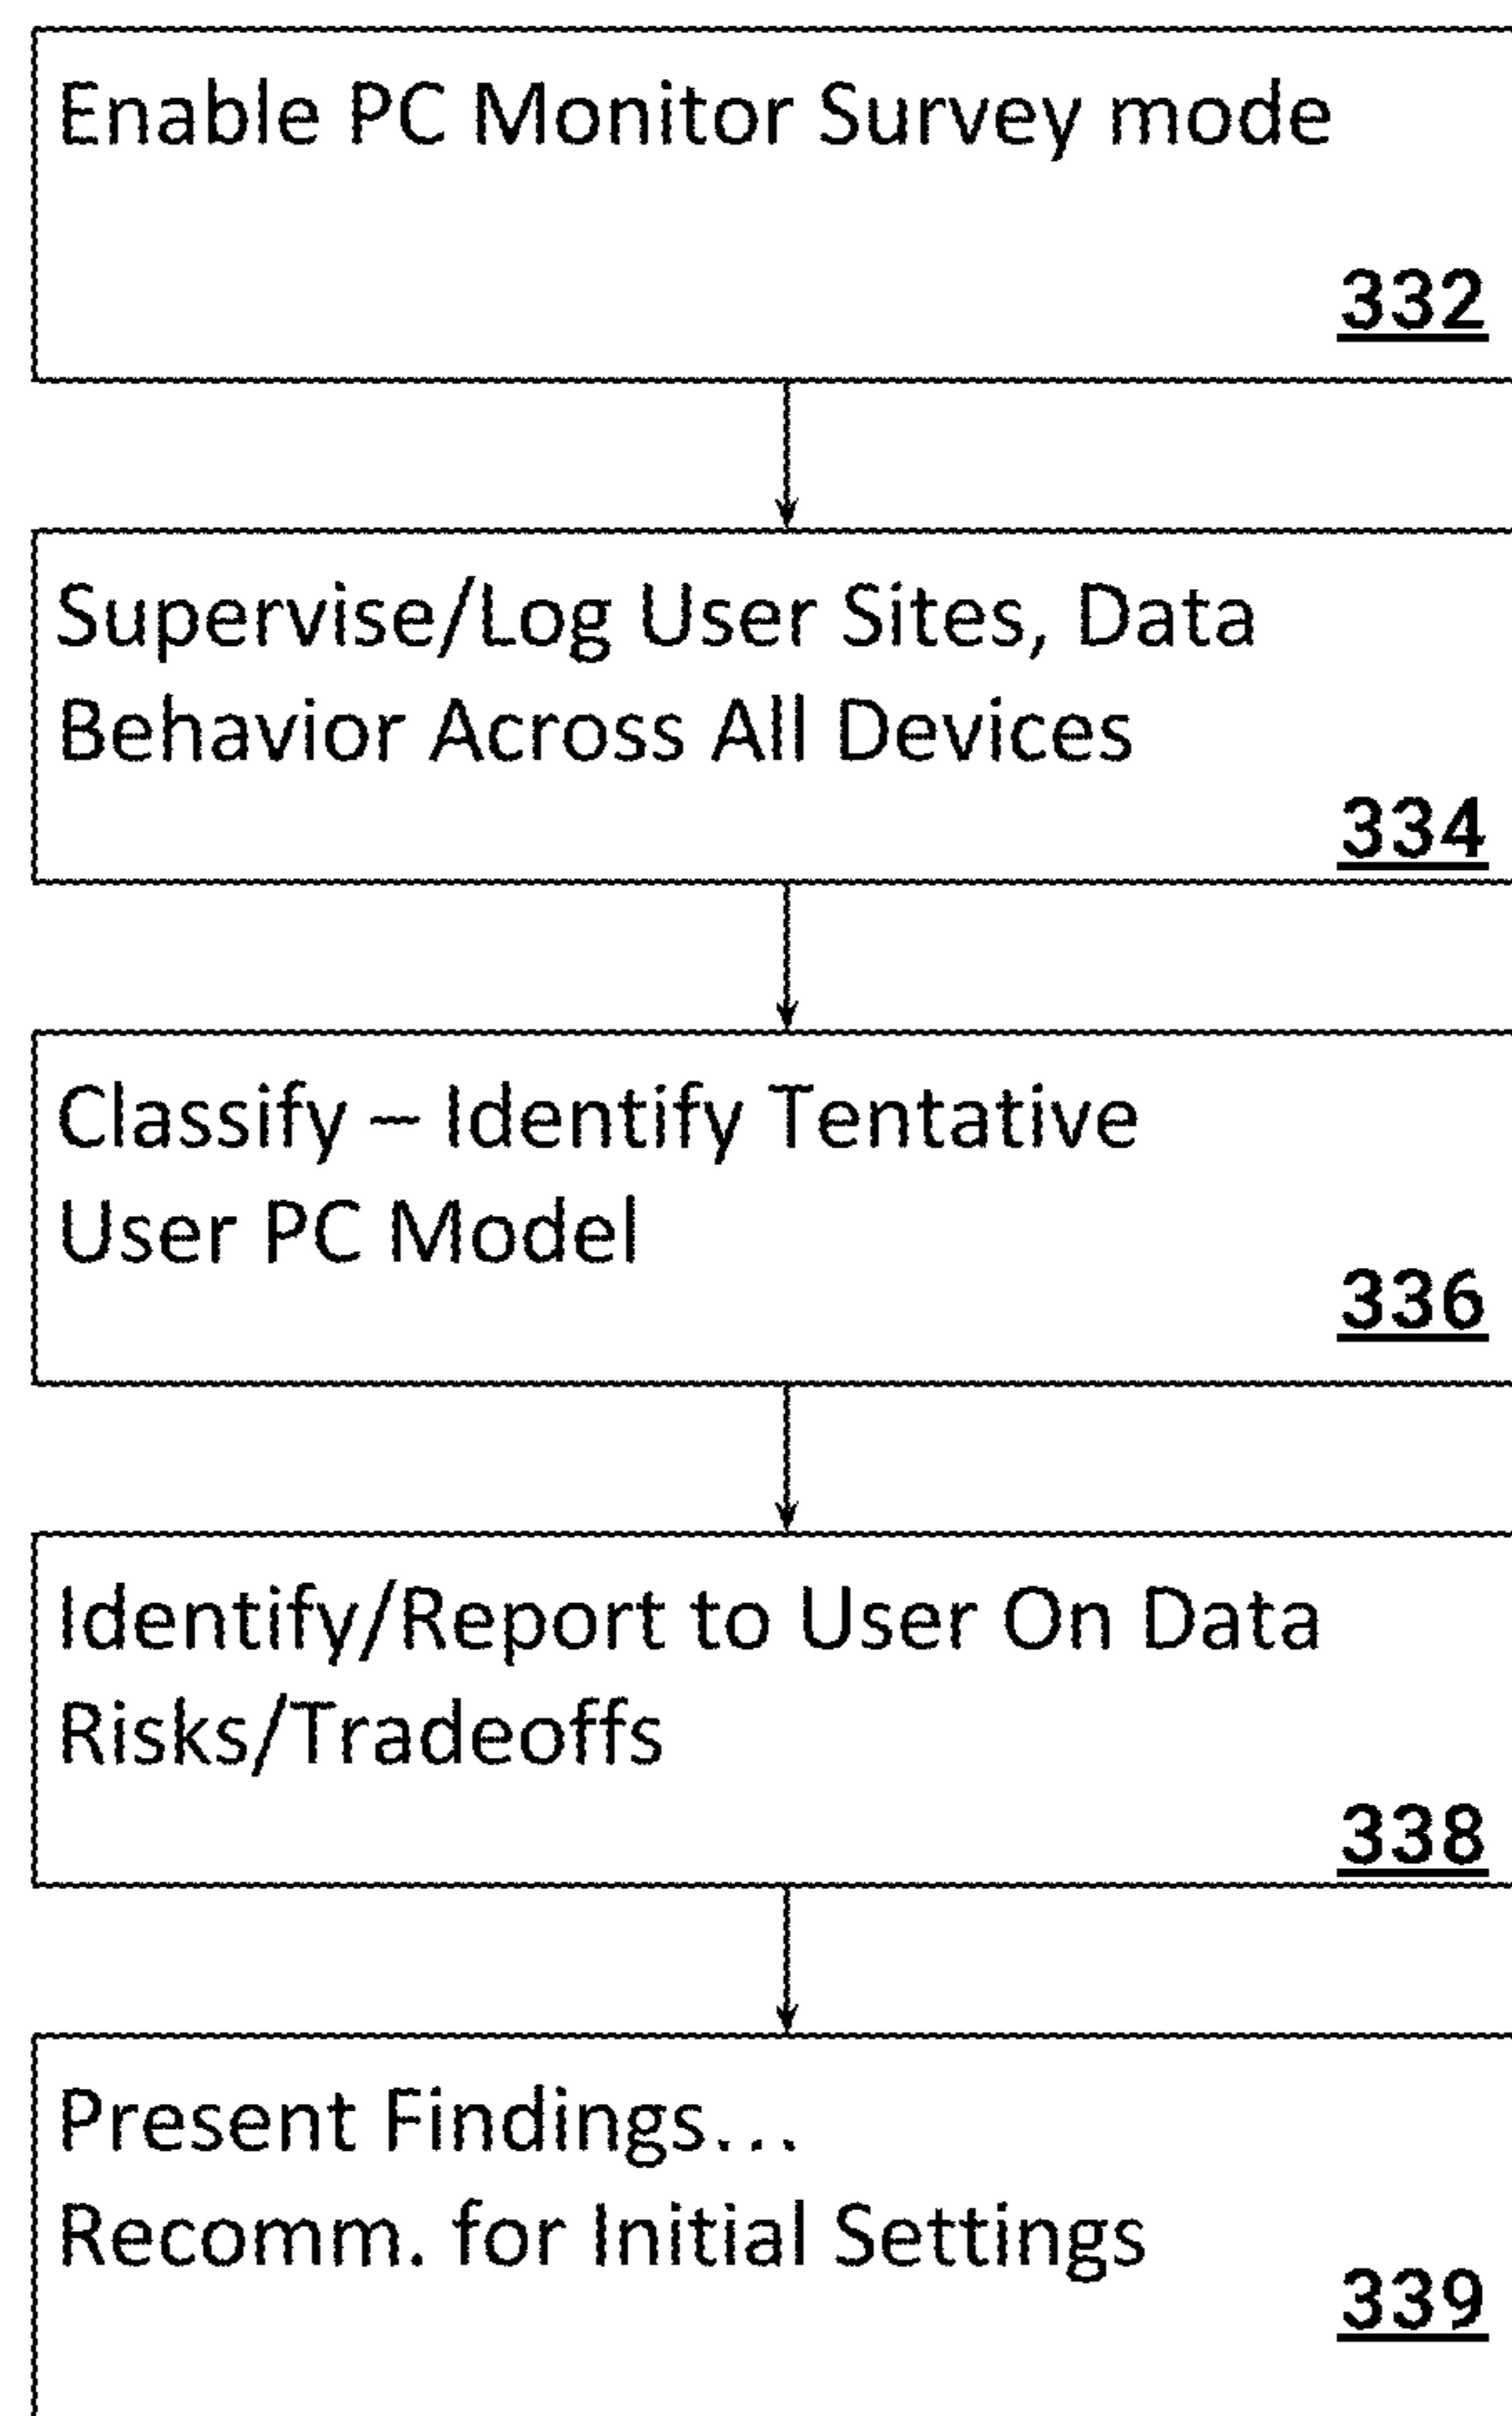 Enable PC Monitor Survey mode
332
Supervise/Log User Sites, Data
Behavior Across All Devices
334
Classify – Identify Tentative
User PC Model
336
Identify/Report to User On Data
Risks/Tradeoffs
338
Present Findings...
Recomm. for Initial Settings
339